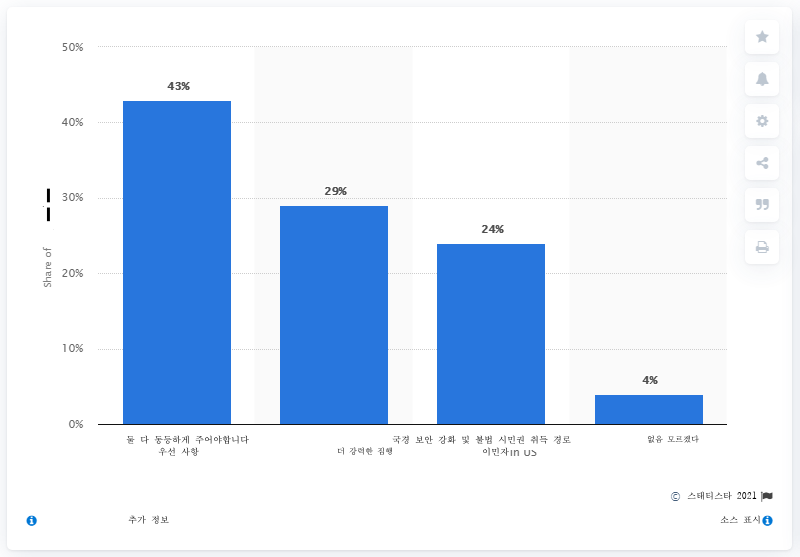 50%
43%
40%
29%
30%
24%
Share of
20%
10%
4%
0%
둘 다 동등하게 주어야합니다
우선 사항
더 강력한 집행
국경 보안 강화 및 불법 시민권 취득 경로
이민자in US
없음 모르겠다
© 스태티스타 2021
추가 정보
소스 표시